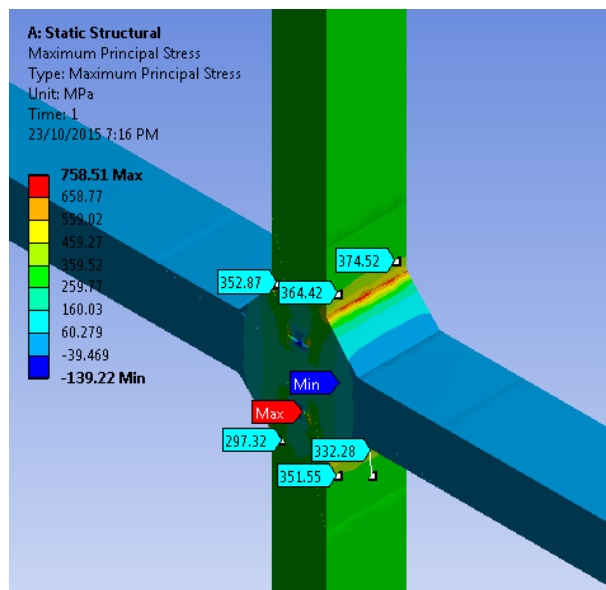 A: Static Structural
Maximum Principal Stress
Type: Maximum Principal Stress
Unit: MPa
Time: 1
23/10/2015 7:16 PM
758.51 Max
658.77
559.02
459.27
359.52
259.77
160.03
60.279
-39.469
-139.22 Min
374.52
352.87
364.42
Min
Max
297.32
332.28
351.55